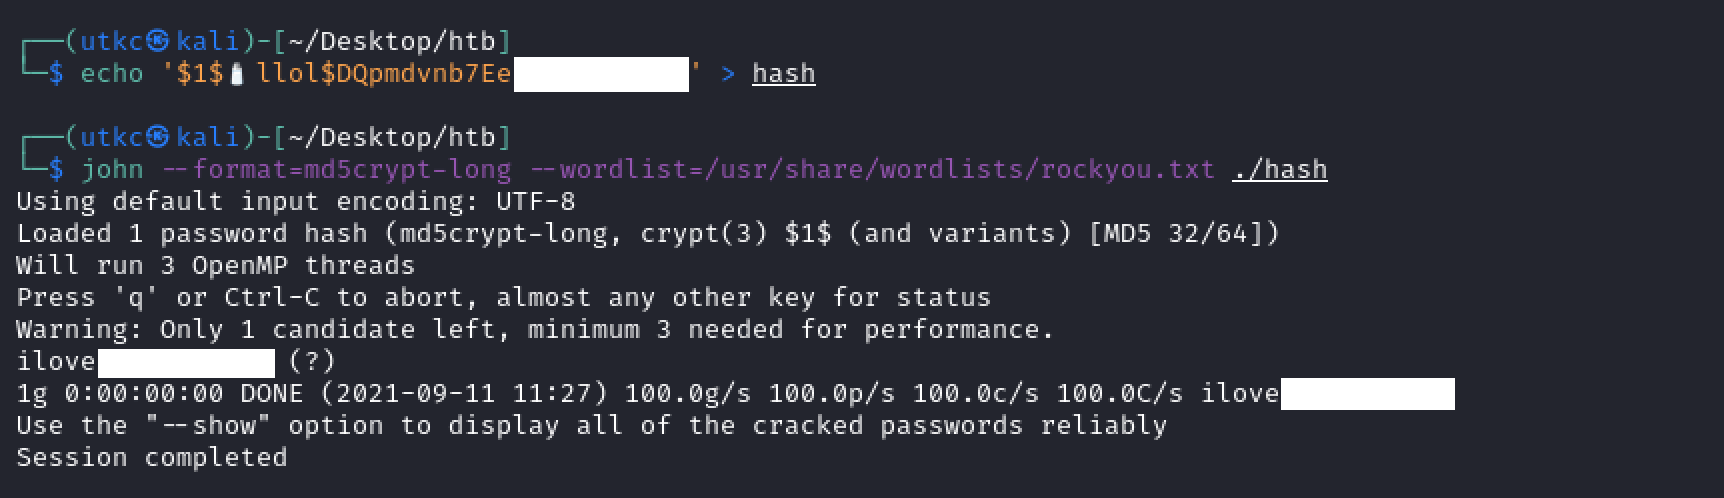 ┌──(utkc㉿kali)-[~/Desktop/htb]
└─$ echo '$1$🧂llol$DQpmdvnb7Ee ' > hash
┌──(utkc㉿kali)-[~/Desktop/htb]
└─$ john --format=md5crypt-long --wordlist=/usr/share/wordlists/rockyou.txt ./hash
Using default input encoding: UTF-8
Loaded 1 password hash (md5crypt-long, crypt(3) $1$ (and variants) [MD5 32/64])
Will run 3 OpenMP threads
Press 'q' or Ctrl-C to abort, almost any other key for status
Warning: Only 1 candidate left, minimum 3 needed for performance.
ilove (?)
1g 0:00:00:00 DONE (2021-09-11 11:27) 100.0g/s 100.0p/s 100.0c/s 100.0C/s ilove
Use the "--show" option to display all of the cracked passwords reliably
Session completed